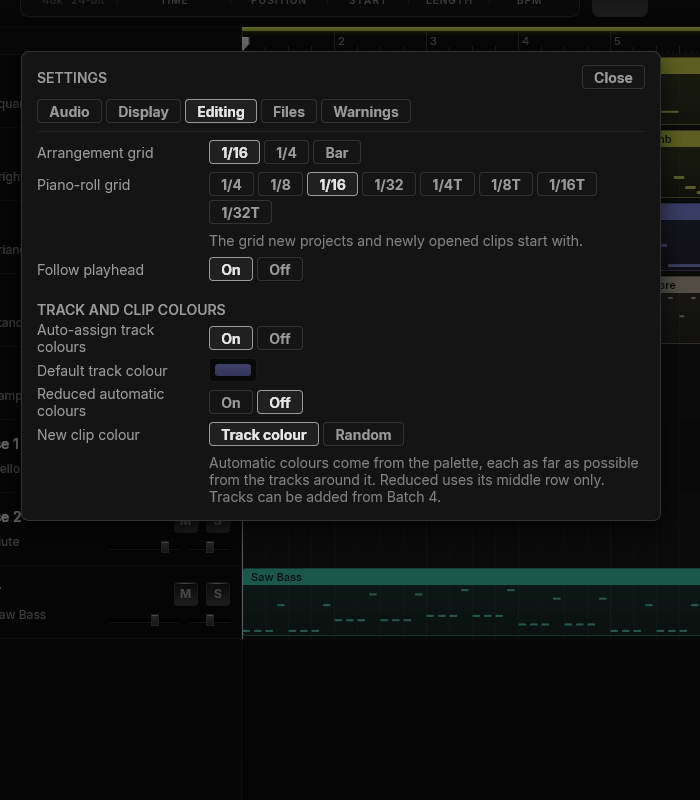 TIME POSITION START LENGTH BPM
2 3 4 5
SETTINGS
Close
Audio Display Editing Files Warnings
Arrangement grid
1/16 1/4 Bar
Piano-roll grid
1/4 1/8 1/16 1/32 1/4T 1/8T 1/16T
1/32T
The grid new projects and newly opened clips start with.
Follow playhead
On Off
TRACK AND CLIP COLOURS
Auto-assign track
colours
On Off
Default track colour
Reduced automatic
colours
On Off
New clip colour
Track colour Random
Automatic colours come from the palette, each as far as possible
from the tracks around it. Reduced uses its middle row only.
Tracks can be added from Batch 4.
M S
M S
Saw Bass
aw Bass